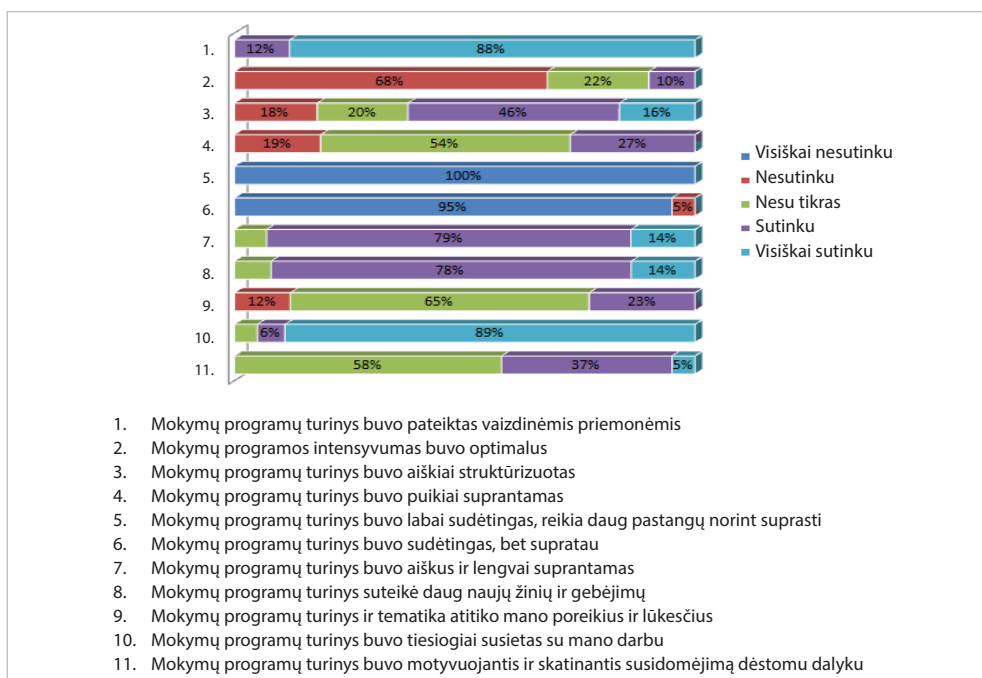 1. 12% 88%
2. 68% 22% 10%
3. 18% 20% 46% 16%
4. 19% 54% 27%
5. 100%
6. 95% 5%
7. 79% 14%
8. 78% 14%
9. 12% 65% 23%
10. 6% 89%
11. 58% 37% 5%
Visiškai nesutinku
Nesutinku
Nesu tikras
Sutinku
Visiškai sutinku
1. Mokymų programų turinys buvo pateiktas vaizdinėmis priemonėmis
2. Mokymų programos intensyvumas buvo optimalus
3. Mokymų programų turinys buvo aiškiai struktūrizuotas
4. Mokymų programų turinys buvo puikiai suprantamas
5. Mokymų programų turinys buvo labai sudėtingas, reikia daug pastangų norint suprasti
6. Mokymų programų turinys buvo sudėtingas, bet supratau
7. Mokymų programų turinys buvo aiškus ir lengvai suprantamas
8. Mokymų programų turinys suteikė daug naujų žinių ir gebėjimų
9. Mokymų programų turinys ir tematika atitiko mano poreikius ir lūkesčius
10. Mokymų programų turinys buvo tiesiogiai susietas su mano darbu
11. Mokymų programų turinys buvo motyvuojantis ir skatinantis susidomėjimą dėstomu dalyku